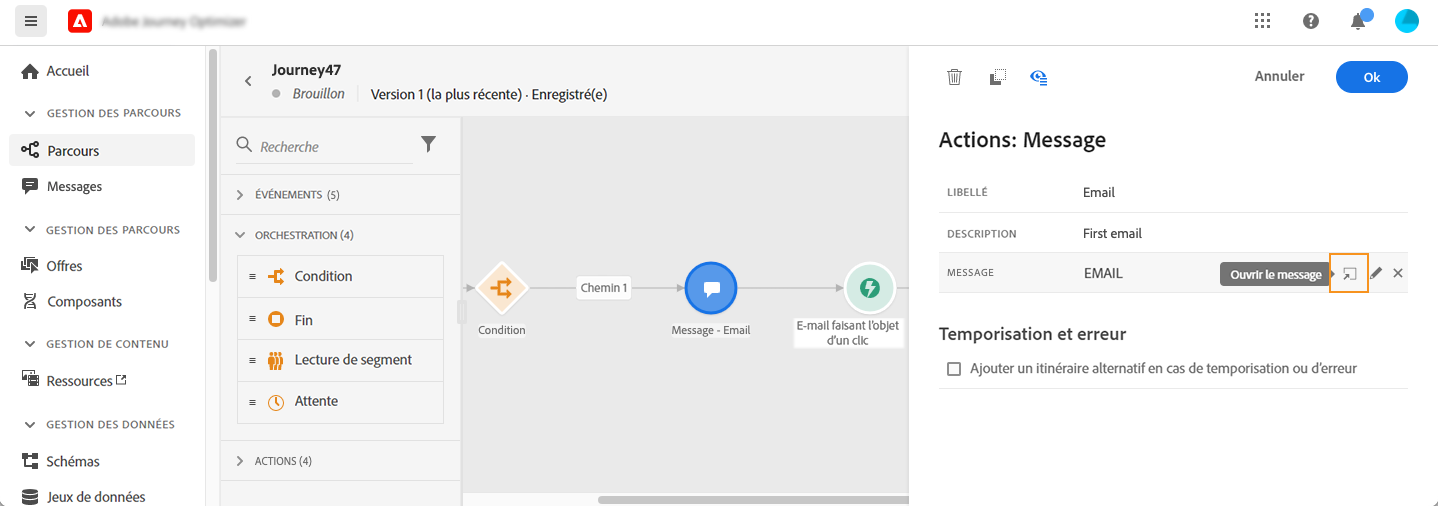 Adobe Journey Optimizer
Accueil
GESTION DES PARCOURS
Parcours
Messages
GESTION DES PARCOURS
Offres
Composants
GESTION DE CONTENU
Ressources
GESTION DES DONNÉES
Schémas
Jeux de données
Journey47
Brouillon
Version 1 (la plus récente) · Enregistré(e)
Recherche
ÉVÉNEMENTS (5)
ORCHESTRATION (4)
Condition
Fin
Lecture de segment
Attente
ACTIONS (4)
Condition
Chemin 1
Message - Email
E-mail faisant l'objet
d'un clic
Annuler
Ok
Actions: Message
LIBELLÉ
Email
DESCRIPTION
First email
MESSAGE
EMAIL
Ouvrir le message
Temporisation et erreur
Ajouter un itinéraire alternatif en cas de temporisation ou d'erreur